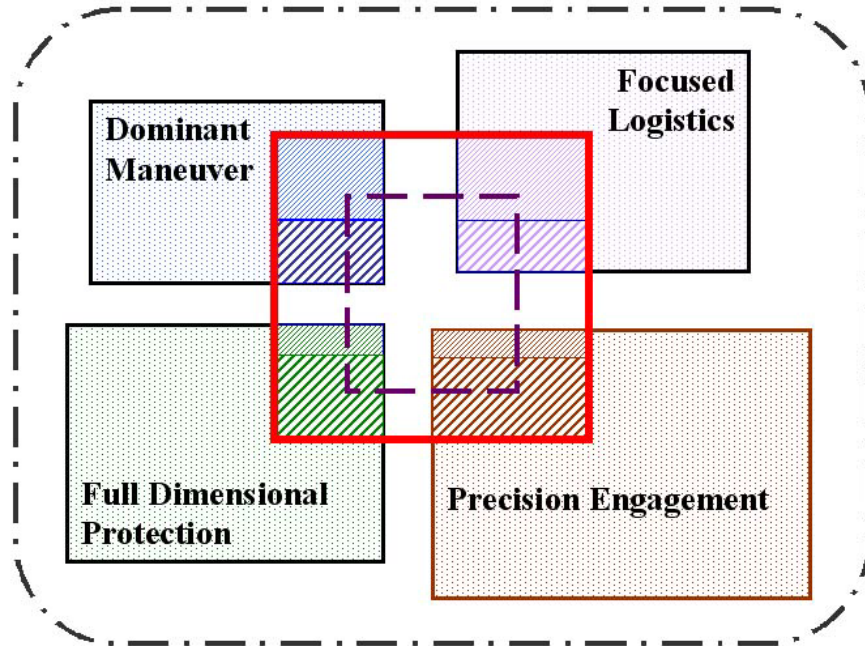 Dominant
Maneuver
Focused
Logistics
Full Dimensional
Protection
Precision Engagement